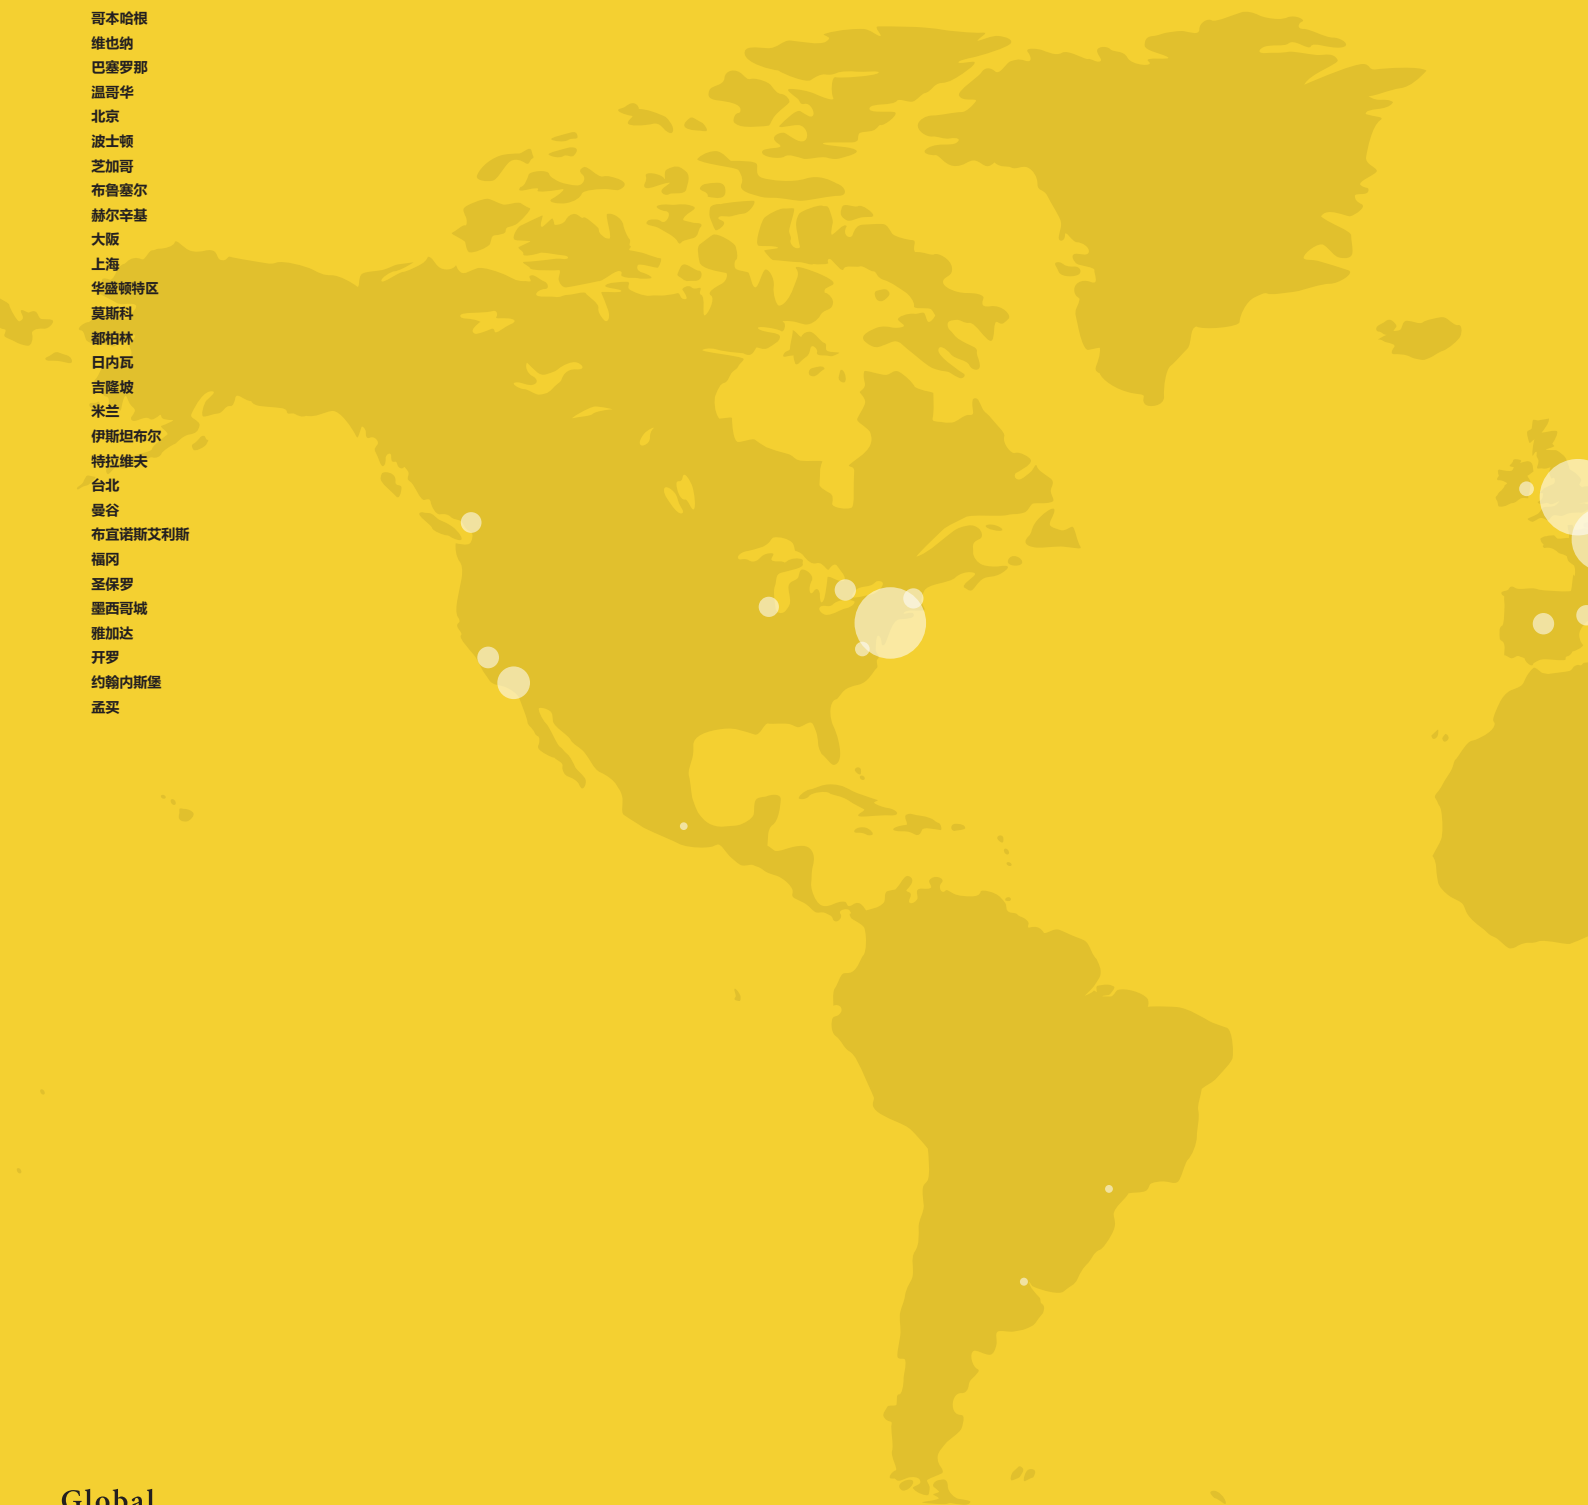 哥本哈根
维也纳
巴塞罗那
温哥华
北京
波士顿
芝加哥
布鲁塞尔
赫尔辛基
大阪
上海
华盛顿特区
莫斯科
都柏林
日内瓦
吉隆坡
米兰
伊斯坦布尔
特拉维夫
台北
曼谷
布宜诺斯艾利斯
福冈
圣保罗
墨西哥城
雅加达
开罗
约翰内斯堡
孟买
Global